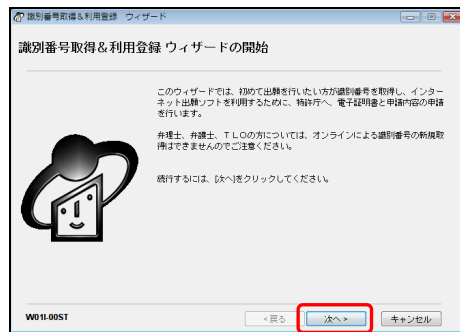 識別番号取得&利用登録 ウィザード
識別番号取得&利用登録 ウィザードの開始
このウィザードでは、初めて出願を行いたい方が識別番号を取得し、インター
ネット出願ソフトを利用するために、特許庁へ、電子証明書と申請内容の申請
を行います。
弁理士、弁護士、TLOの方については、オンラインによる識別番号の新規取
得はできませんのでご注意ください。
続行するには、[次へ]をクリックしてください。
W01I-00ST
<戻る
次へ>
キャンセル